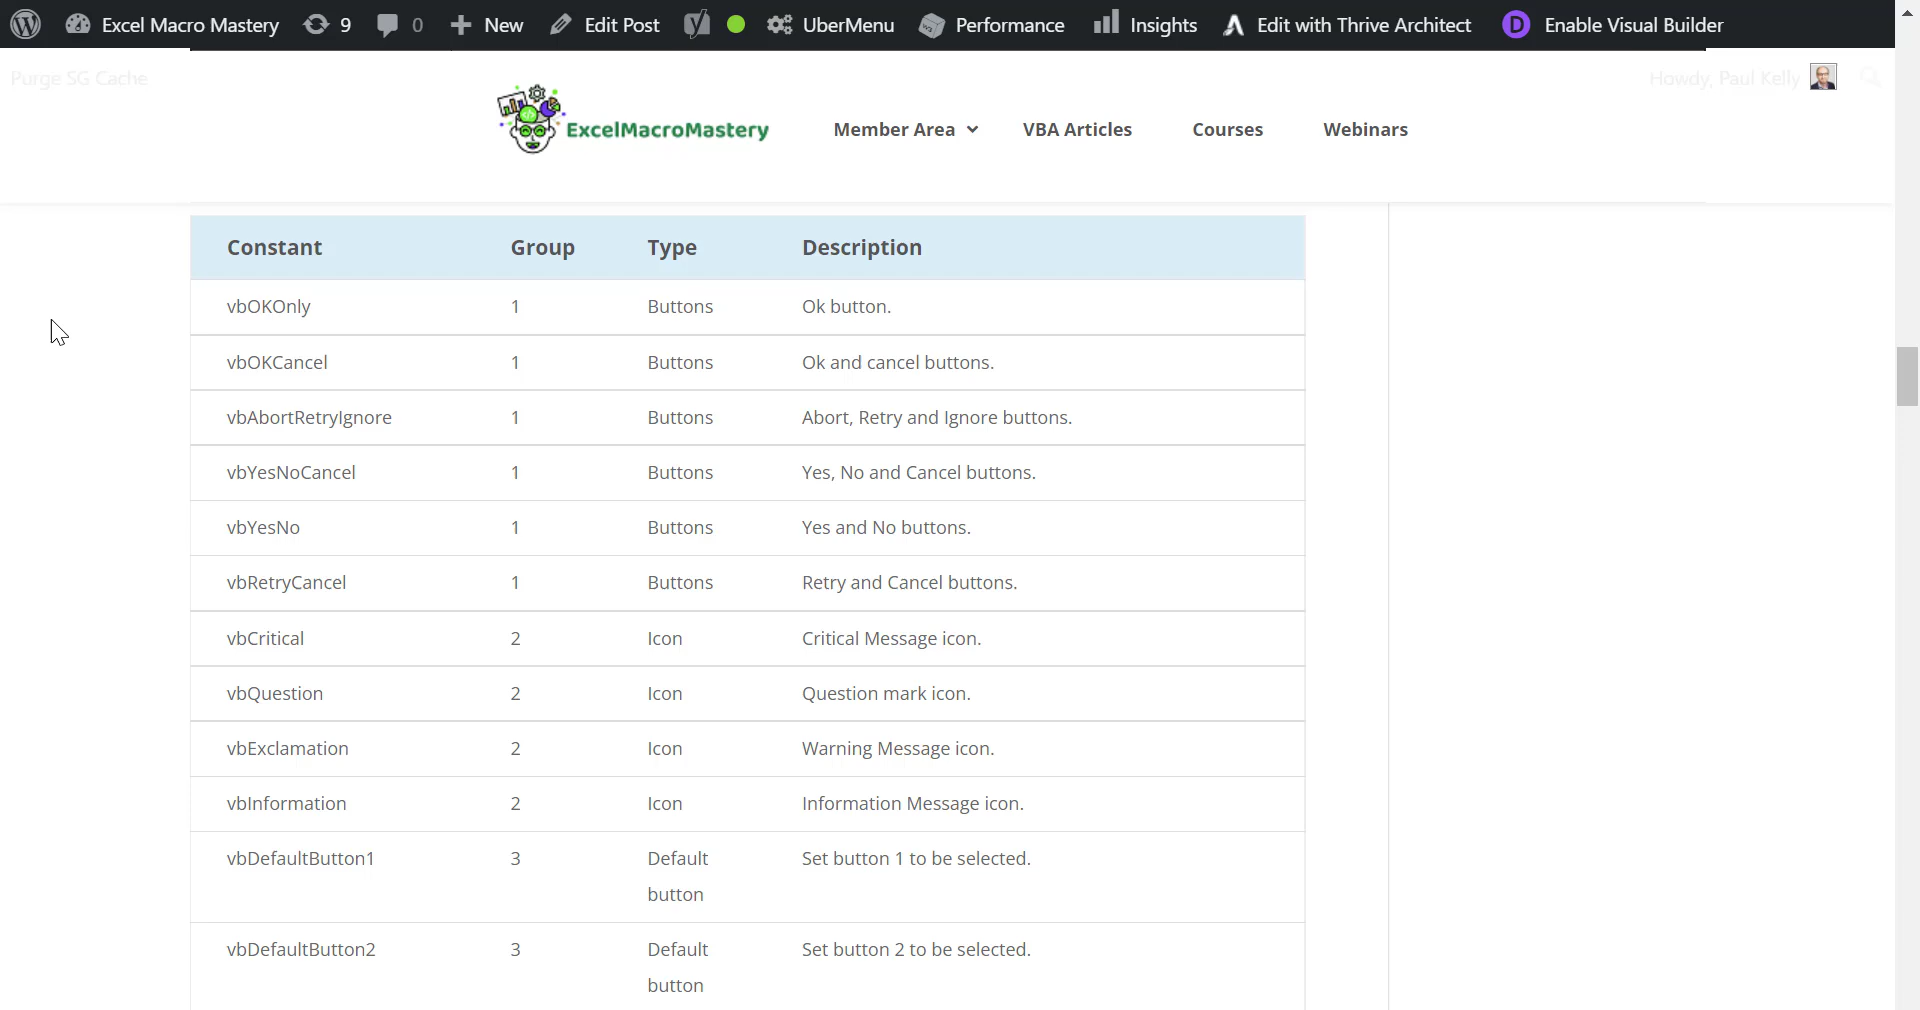 Excel Macro Mastery 9 0 New Edit Post UberMenu Performance Insights Edit with Thrive Architect D Enable Visual Builder
Purge SG Cache Howdy, Paul Kelly
ExcelMacroMastery Member Area VBA Articles Courses Webinars
Constant Group Type Description
vbOKOnly 1 Buttons Ok button.
vbOKCancel 1 Buttons Ok and cancel buttons.
vbAbortRetryIgnore 1 Buttons Abort, Retry and Ignore buttons.
vbYesNoCancel 1 Buttons Yes, No and Cancel buttons.
vbYesNo 1 Buttons Yes and No buttons.
vbRetryCancel 1 Buttons Retry and Cancel buttons.
vbCritical 2 Icon Critical Message icon.
vbQuestion 2 Icon Question mark icon.
vbExclamation 2 Icon Warning Message icon.
vbInformation 2 Icon Information Message icon.
vbDefaultButton1 3 Default button Set button 1 to be selected.
vbDefaultButton2 3 Default button Set button 2 to be selected.